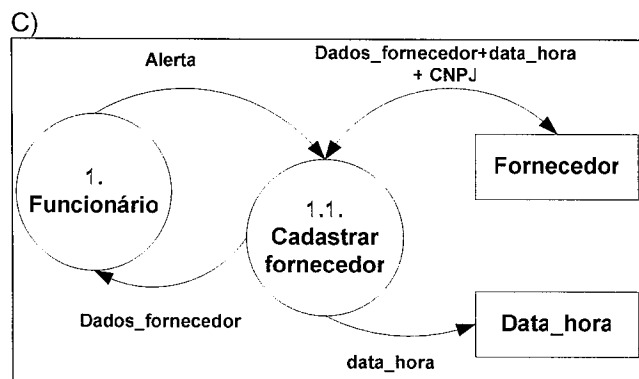 C)
Alerta
Dados_fornecedor+data_hora
+ CNPJ
1.
Funcionário
Fornecedor
1.1.
Cadastrar
fornecedor
Dados_fornecedor
Data_hora
data_hora